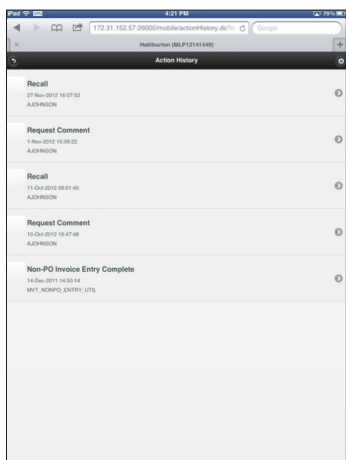 iPad VPN 4:21 PM 79%
172.31.152.57:26000/mobile/actionHistory.do?ri Google
Halliburton (MLP12141449)
Action History
Recall
27-Nov-2012 16:07:52
AJOHNSON
Request Comment
1-Nov-2012 15:39:22
AJOHNSON
Recall
11-Oct-2012 09:01:40
AJOHNSON
Request Comment
10-Oct-2012 16:47:48
AJOHNSON
Non-PO Invoice Entry Complete
14-Dec-2011 14:50:14
MVT_NONPO_ENTRY_UTIL